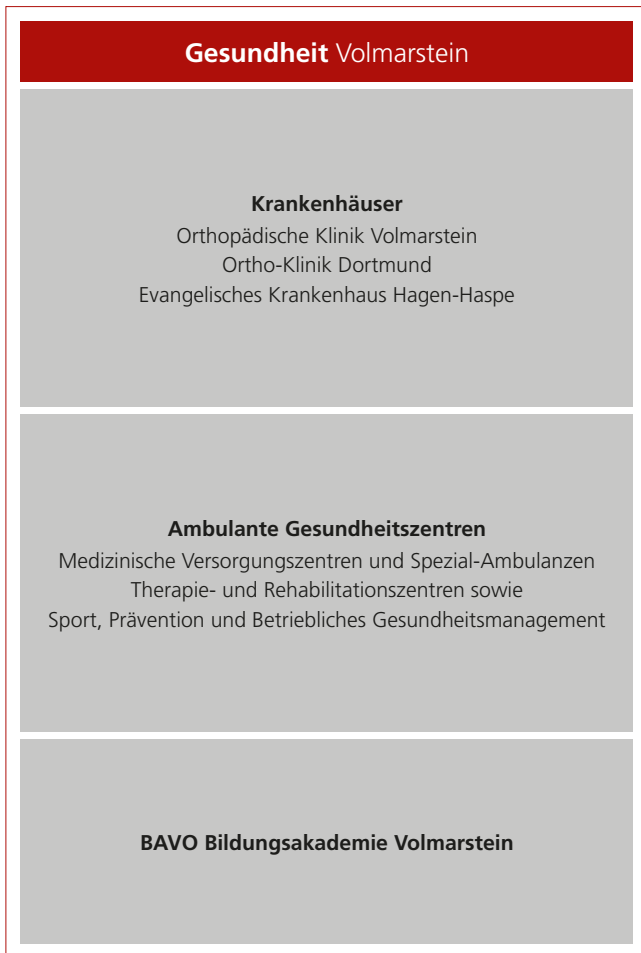 Gesundheit Volmarstein
Krankenhäuser
Orthopädische Klinik Volmarstein
Ortho-Klinik Dortmund
Evangelisches Krankenhaus Hagen-Haspe
Ambulante Gesundheitszentren
Medizinische Versorgungszentren und Spezial-Ambulanzen
Therapie- und Rehabilitationszentren sowie
Sport, Prävention und Betriebliches Gesundheitsmanagement
BAVO Bildungsakademie Volmarstein